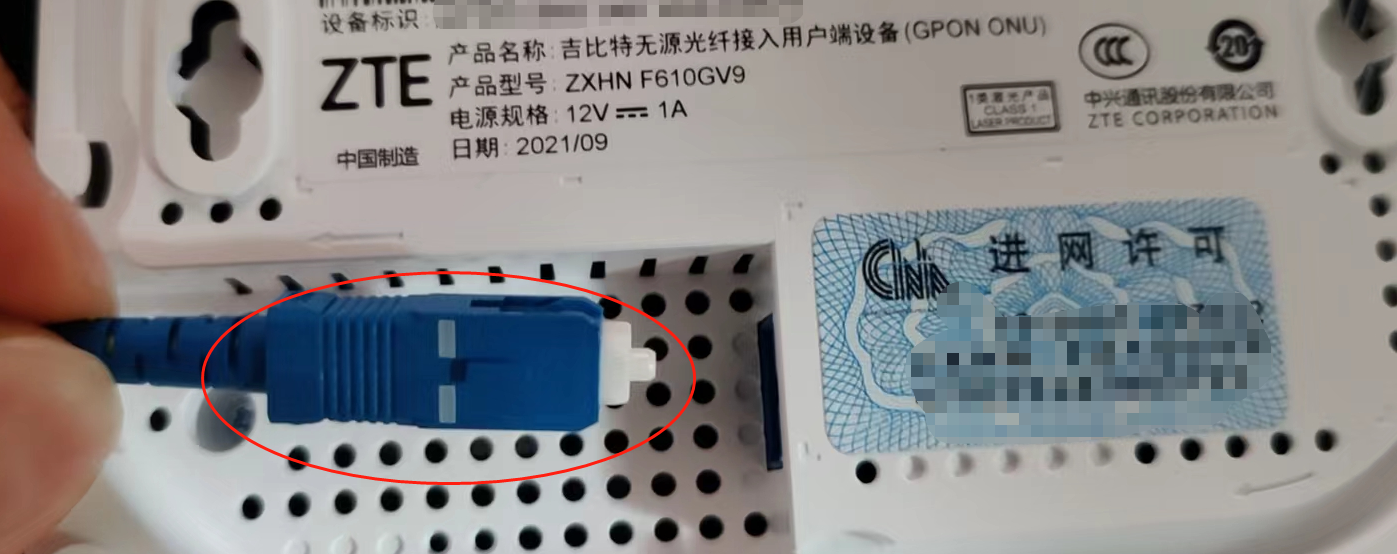 设备标识:
ZTE
产品名称: 吉比特无源光纤接入用户端设备(GPON ONU)
产品型号: ZXHN F610GV9
电源规格: 12V 1A
中国制造 日期: 2021/09
1类激光产品
CLASS 1
LASER PRODUCT
CCC
20
中兴通讯股份有限公司
ZTE CORPORATION
进网许可